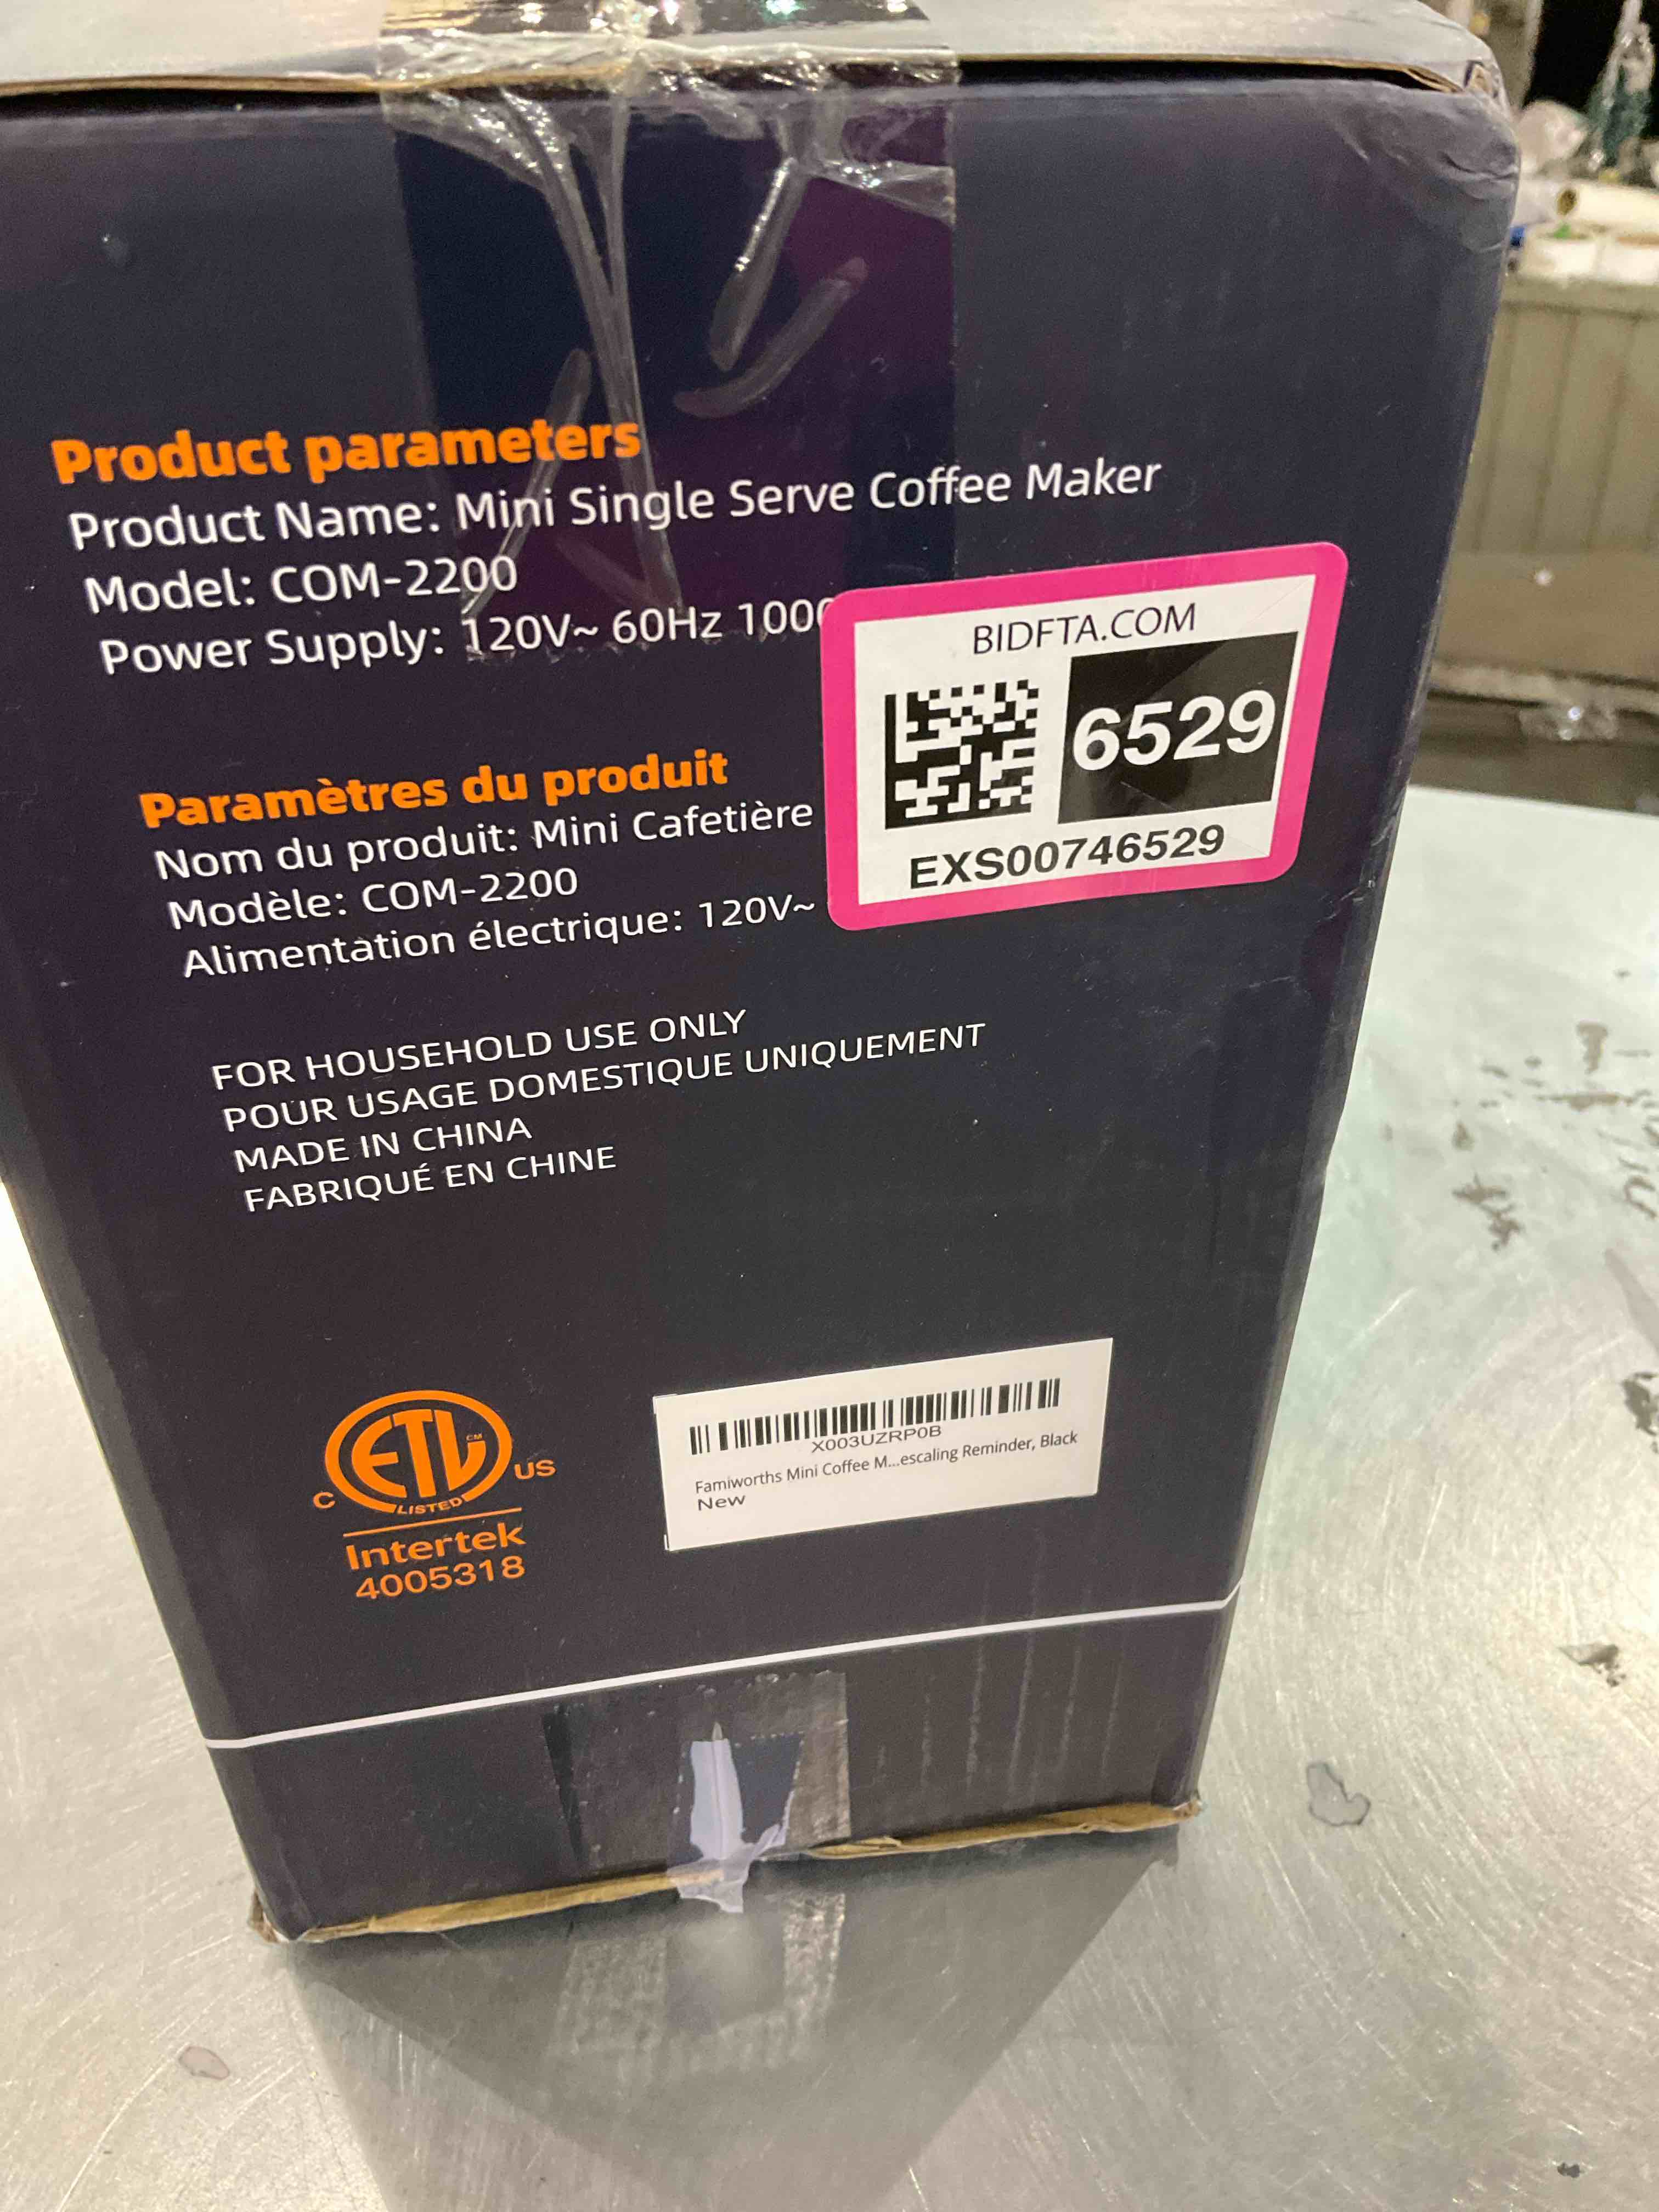 Product parameters
Product Name: Mini Single Serve Coffee Maker
Model: COM-2200
Power Supply: 120V~ 60Hz 1000
BIDFTA.COM
6529
EXS00746529
Paramètres du produit
Nom du produit: Mini Cafetière
Modèle: COM-2200
Alimentation électrique: 120V~
FOR HOUSEHOLD USE ONLY
POUR USAGE DOMESTIQUE UNIQUEMENT
MADE IN CHINA
FABRIQUÉ EN CHINE
ETL CM
LISTED
C US
Intertek
4005318
X003UZRP0B
Famiworths Mini Coffee M...escaling Reminder, Black
New